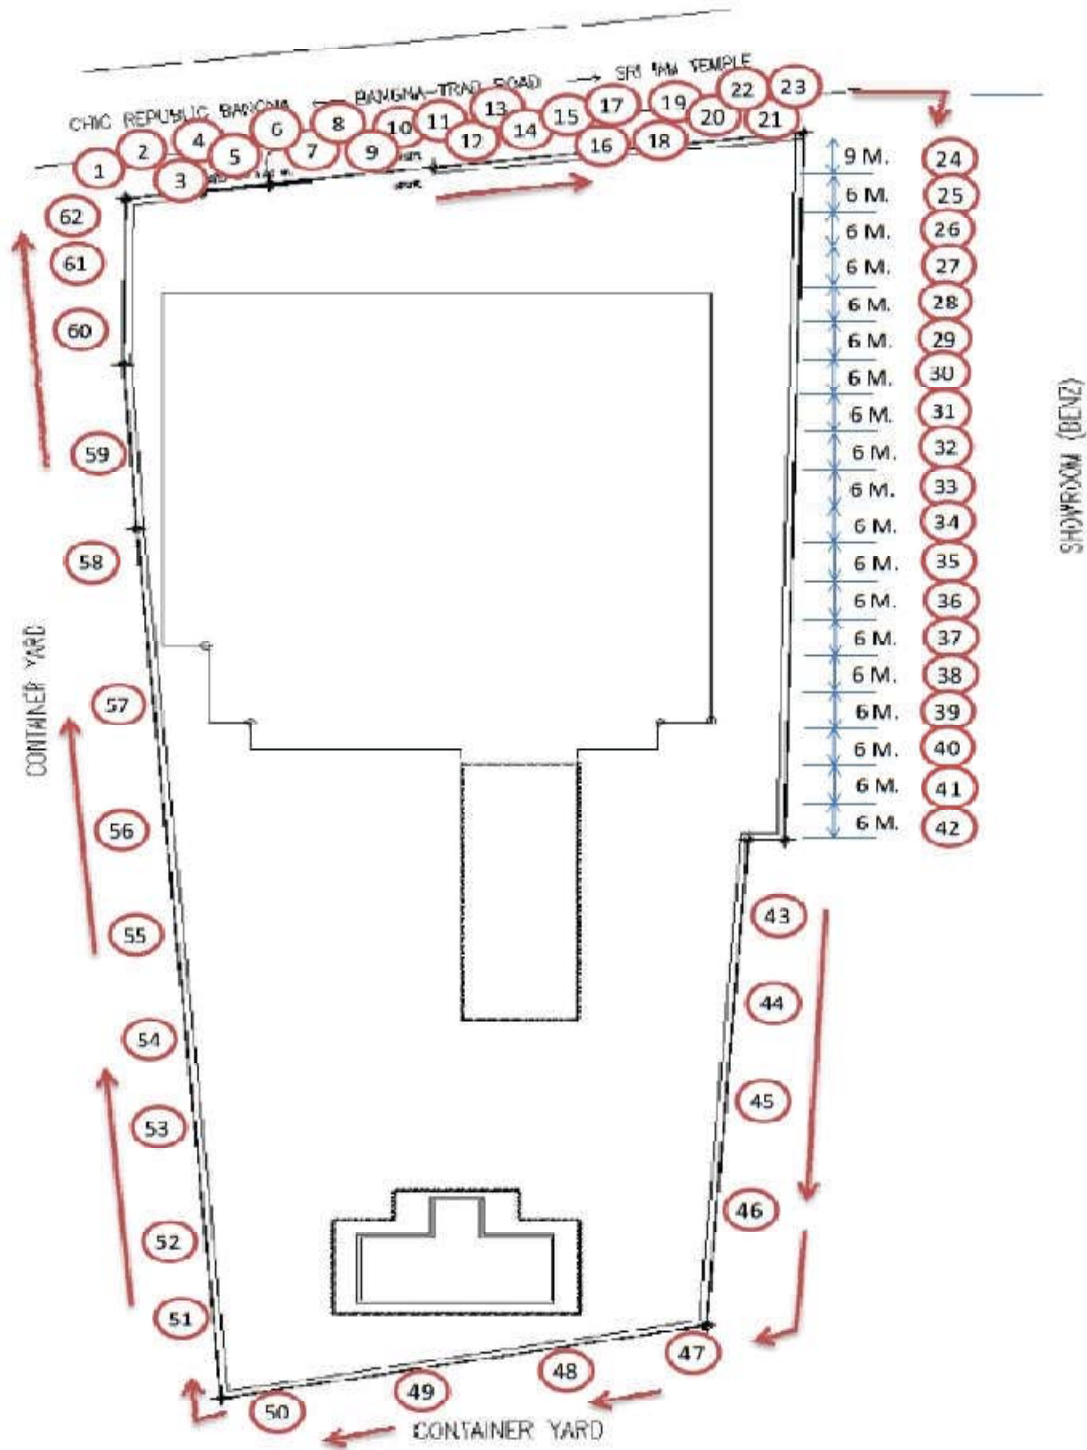 CHIC REPUBLIC BANGNA ← BANGNA-TRAD ROAD → SRI IAM TEMPLE
1
2
3
4
5
6
7
8
9
10
11
12
13
14
15
16
17
18
19
20
21
22
23
9 M. 24
6 M. 25
6 M. 26
6 M. 27
6 M. 28
6 M. 29
6 M. 30
6 M. 31
6 M. 32
6 M. 33
6 M. 34
6 M. 35
6 M. 36
6 M. 37
6 M. 38
6 M. 39
6 M. 40
6 M. 41
6 M. 42
SHOWROOM (BENZ)
43
44
45
46
47
48
49
50
CONTAINER YARD
51
52
53
54
55
56
57
58
59
60
61
62
CONTAINER YARD